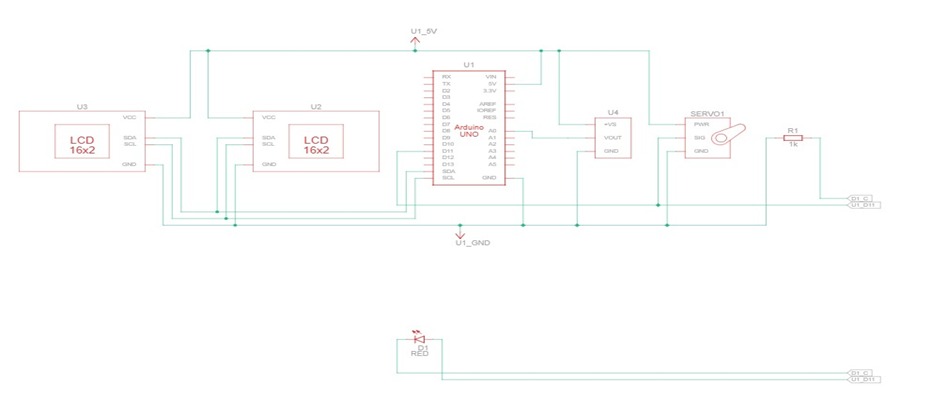 U1_5V
U3
VCC
SDA
SCL
GND
LCD
16x2
U2
VCC
SDA
SCL
GND
LCD
16x2
U1
RX
TX
D2
D3
D4
D5
D6
D7
D8
D9
D10
D11
D12
D13
SDA
SCL
Arduino
UNO
VIN
5V
3.3V
AREF
IOREF
RES
A0
A1
A2
A3
A4
A5
GND
U4
+VS
VOUT
GND
SERVO1
PWR
SIG
GND
R1
1k
D1_C
U1_D11
U1_GND
D1
RED
D1_C
U1_D11